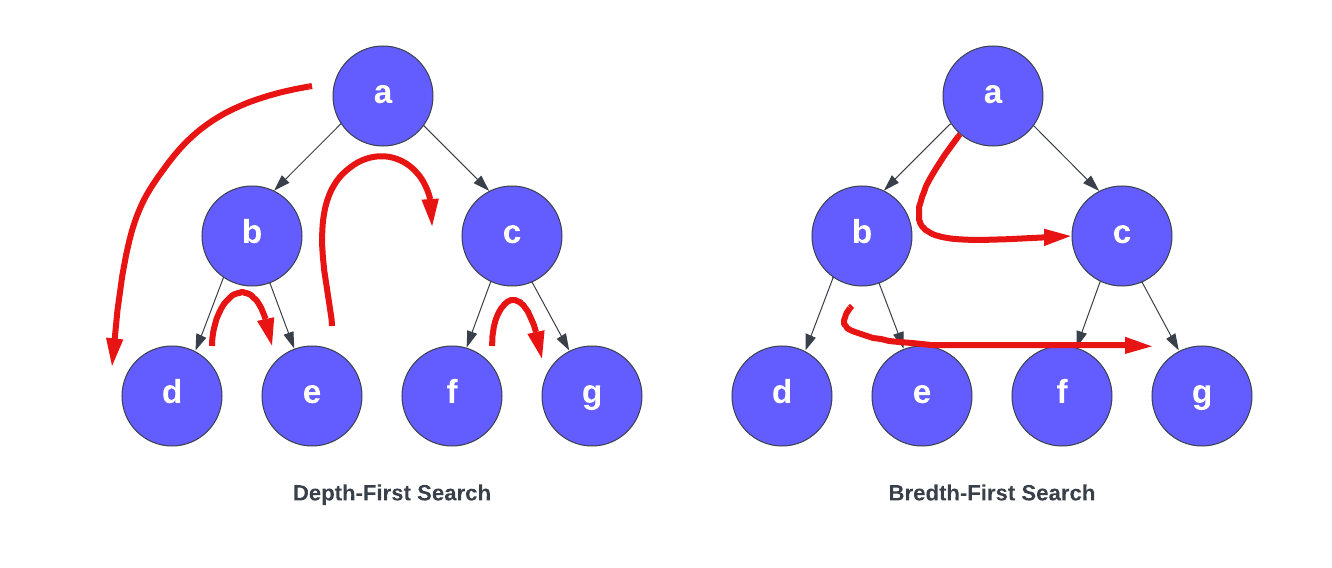 a
b
c
d
e
f
g
Depth-First Search
a
b
c
d
e
f
g
Bredth-First Search